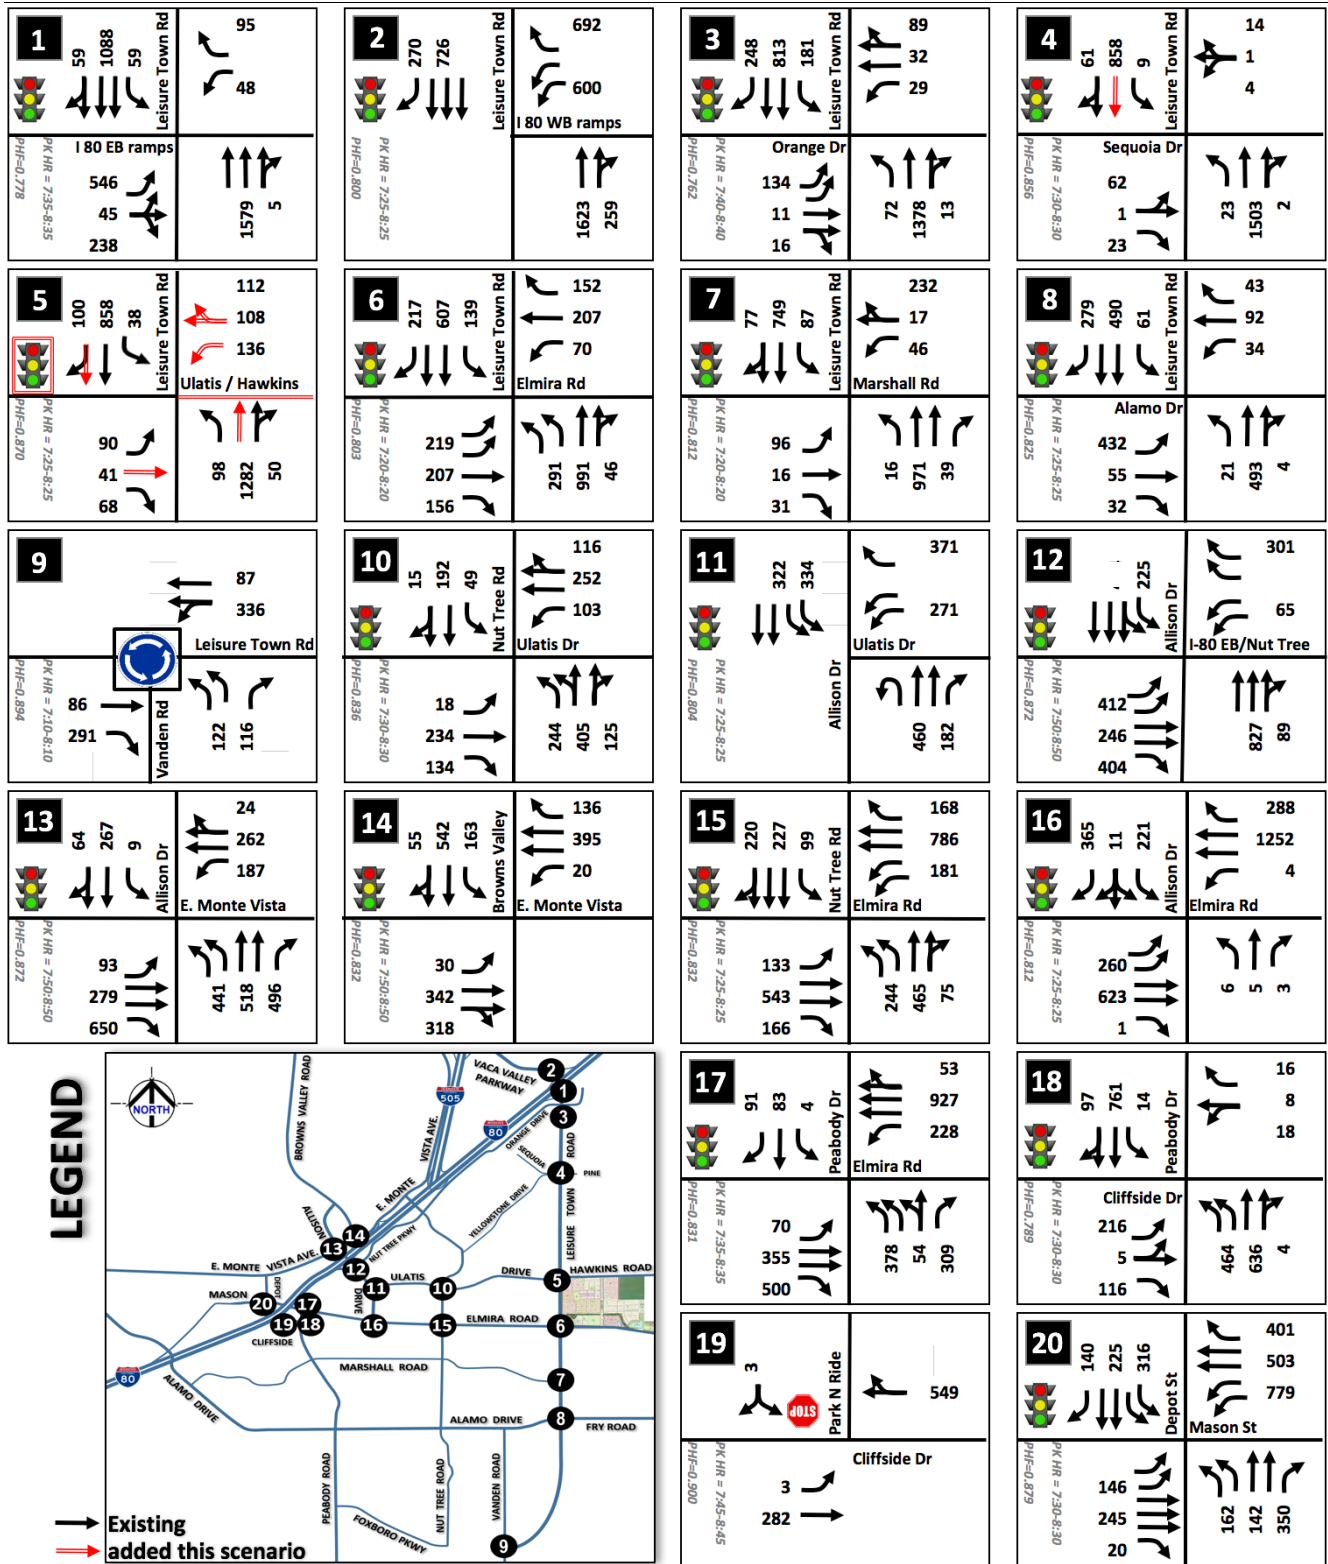 1
59
1088
59
Leisure Town Rd
95
48
I 80 EB ramps
PHF=0.778
PK HR = 7:35-8:35
546
45
238
1579
5
2
270
726
Leisure Town Rd
692
600
I 80 WB ramps
PHF=0.800
PK HR = 7:25-8:25
1623
259
3
248
813
181
Leisure Town Rd
89
32
29
Orange Dr
PHF=0.762
PK HR = 7:40-8:40
134
11
16
72
1378
13
4
61
858
9
Leisure Town Rd
14
1
4
Sequoia Dr
PHF=0.856
PK HR = 7:30-8:30
62
1
23
23
1503
2
5
100
858
38
Leisure Town Rd
112
108
136
Ulatis / Hawkins
PHF=0.870
PK HR = 7:25-8:25
90
41
68
98
1282
50
6
217
607
139
Leisure Town Rd
152
207
70
Elmira Rd
PHF=0.803
PK HR = 7:20-8:20
219
207
156
291
991
46
7
77
749
87
Leisure Town Rd
232
17
46
Marshall Rd
PHF=0.812
PK HR = 7:20-8:20
96
16
31
16
971
39
8
279
490
61
Leisure Town Rd
43
92
34
Alamo Dr
PHF=0.825
PK HR = 7:25-8:25
432
55
32
21
493
4
9
87
336
Leisure Town Rd
PHF=0.894
PK HR = 7:10-8:10
86
291
Vanden Rd
122
116
10
15
192
49
Nut Tree Rd
116
252
103
Ulatis Dr
PHF=0.836
PK HR = 7:30-8:30
18
234
134
244
405
125
11
322
334
371
271
Ulatis Dr
PHF=0.804
PK HR = 7:25-8:25
Allison Dr
460
182
12
225
Allison Dr
301
65
I-80 EB/Nut Tree
PHF=0.872
PK HR = 7:50-8:50
412
246
404
827
89
13
64
267
9
Allison Dr
24
262
187
E. Monte Vista
PHF=0.872
PK HR = 7:50-8:50
93
279
650
441
518
496
14
55
542
163
Browns Valley
136
395
20
E. Monte Vista
PHF=0.832
PK HR = 7:50-8:50
30
342
318
15
220
227
99
Nut Tree Rd
168
786
181
Elmira Rd
PHF=0.832
PK HR = 7:25-8:25
133
543
166
244
465
75
16
365
11
221
Allison Dr
288
1252
4
Elmira Rd
PHF=0.812
PK HR = 7:25-8:25
260
623
1
6
5
3
LEGEND
NORTH
BROWNS VALLEY ROAD
505
VISTA AVE.
VACA VALLEY
PARKWAY
2
1
3
80
ORANGE DRIVE
ROAD
SEQUOIA
4
PINE
E. MONTE
YELLOWSTONE DRIVE
TOWN
LEISURE
ALLISON
14
13
NUT TREE PKWY
E. MONTE
VISTA AVE.
12
11
ULATIS
10
DRIVE
5
HAWKINS ROAD
DEPOT
MASON
20
17
DRIVE
19
18
16
15
ELMIRA ROAD
6
CLIFFSIDE
MARSHALL ROAD
80
7
ALAMO DRIVE
ALAMO DRIVE
8
FRY ROAD
PEABODY ROAD
NUT TREE ROAD
VANDEN ROAD
FOXBORO PKWY
9
Existing
added this scenario
17
91
83
4
Peabody Dr
53
927
228
Elmira Rd
PHF=0.831
PK HR = 7:35-8:35
70
355
500
378
54
309
18
97
761
14
Peabody Dr
16
8
18
Cliffside Dr
PHF=0.789
PK HR = 7:30-8:30
216
5
116
464
636
4
19
3
STOP
Park N Ride
549
Cliffside Dr
PHF=0.900
PK HR = 7:45-8:45
3
282
20
140
225
316
Depot St
401
503
779
Mason St
PHF=0.879
PK HR = 7:30-8:30
146
245
20
162
142
350